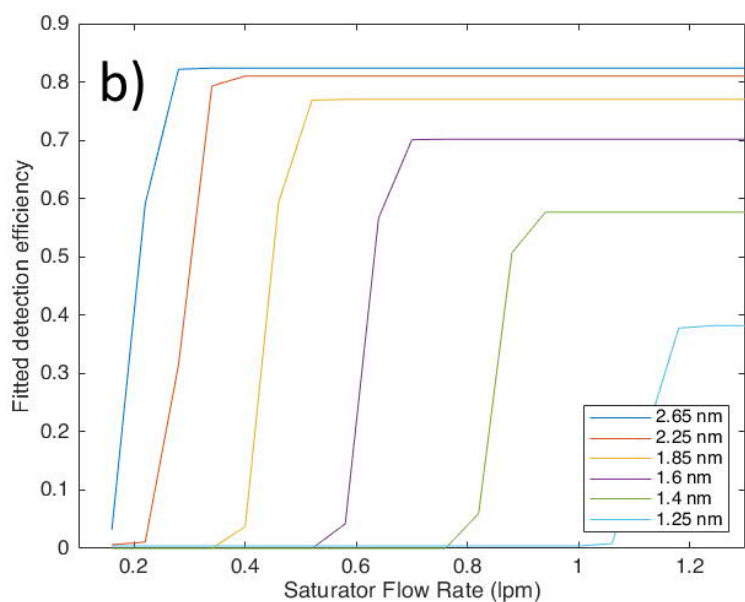 b)
0.9
0.8
0.7
0.6
0.5
0.4
0.3
0.2
0.1
0
Fitted detection efficiency
2.65 nm
2.25 nm
1.85 nm
1.6 nm
1.4 nm
1.25 nm
0.2 0.4 0.6 0.8 1 1.2
Saturator Flow Rate (lpm)